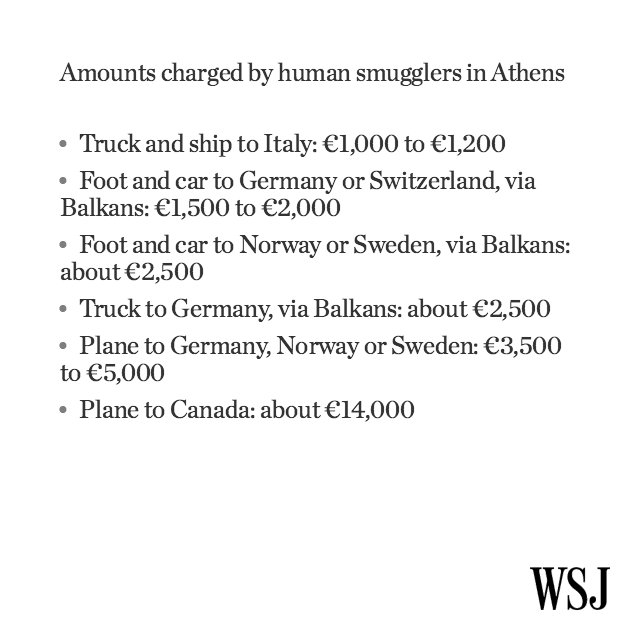 Amounts charged by human smugglers in Athens
• Truck and ship to Italy: €1,000 to €1,200
• Foot and car to Germany or Switzerland, via
Balkans: €1,500 to €2,000
• Foot and car to Norway or Sweden, via Balkans:
about €2,500
• Truck to Germany, via Balkans: about €2,500
• Plane to Germany, Norway or Sweden: €3,500
to €5,000
• Plane to Canada: about €14,000
WSJ